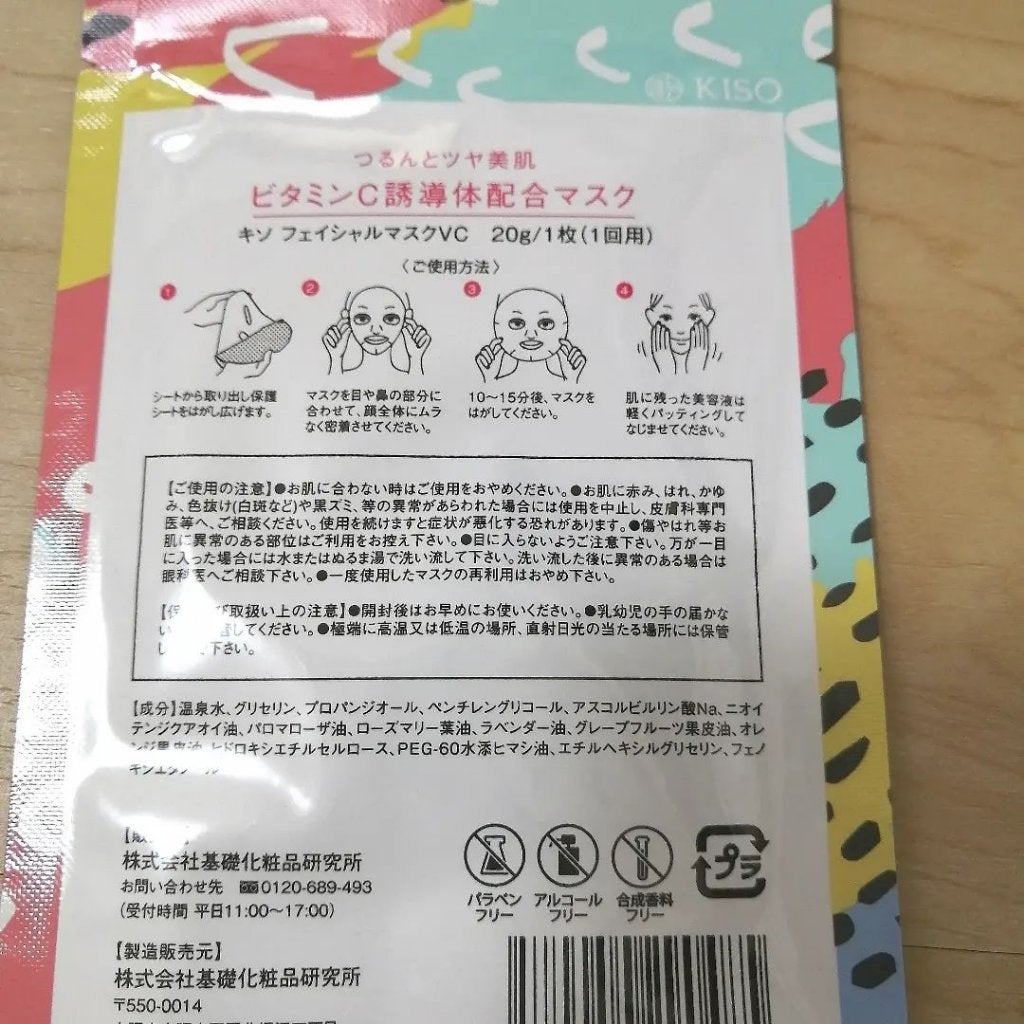 KISO
つるんとツヤ美肌
ビタミンC誘導体配合マスク
キソ フェイシャルマスクVC 20g/1枚(1回用)
〈ご使用方法〉
1 2 3 4
シートから取り出し保護
シートをはがし広げます。
マスクを目や鼻の部分に
合わせて、顔全体にムラ
なく密着させてください。
10〜15分後、マスクを
はがしてください。
肌に残った美容液は
軽くパッティングして
なじませてください。
【ご使用の注意】●お肌に合わない時はご使用をおやめください。●お肌に赤み、はれ、かゆ
み、色抜け(白斑など)や黒ズミ、等の異常があらわれた場合には使用を中止し、皮膚科専門
医等へ、ご相談ください。使用を続けますと症状が悪化する恐れがあります。●傷やはれ等お
肌に異常のある部位はご利用をお控え下さい。●目に入らないようご注意下さい。万が一目
に入った場合には水またはぬるま湯で洗い流して下さい。洗い流した後に異常のある場合は
眼科医へご相談下さい。●一度使用したマスクの再利用はおやめ下さい。
【保 び取扱い上の注意】●開封後はお早めにお使いください。●乳幼児の手の届かな
い してください。●極端に高温又は低温の場所、直射日光の当たる場所には保管
し 下さい。
【成分】温泉水、グリセリン、プロパンジオール、ペンチレングリコール、アスコルビルリン酸Na、ニオイ
テンジクアオイ油、パロマローザ油、ローズマリー葉油、ラベンダー油、グレープフルーツ果皮油、オレ
ンジ果皮油、ヒドロキシエチルセルロース、PEG-60水添ヒマシ油、エチルヘキシルグリセリン、フェノ
キシエタノール
株式会社基礎化粧品研究所
お問い合わせ先 0120-689-493
(受付時間 平日11:00〜17:00)
パラベン
フリー
アルコール
フリー
合成香料
フリー
プラ
【製造販売元】
株式会社基礎化粧品研究所
〒550-0014